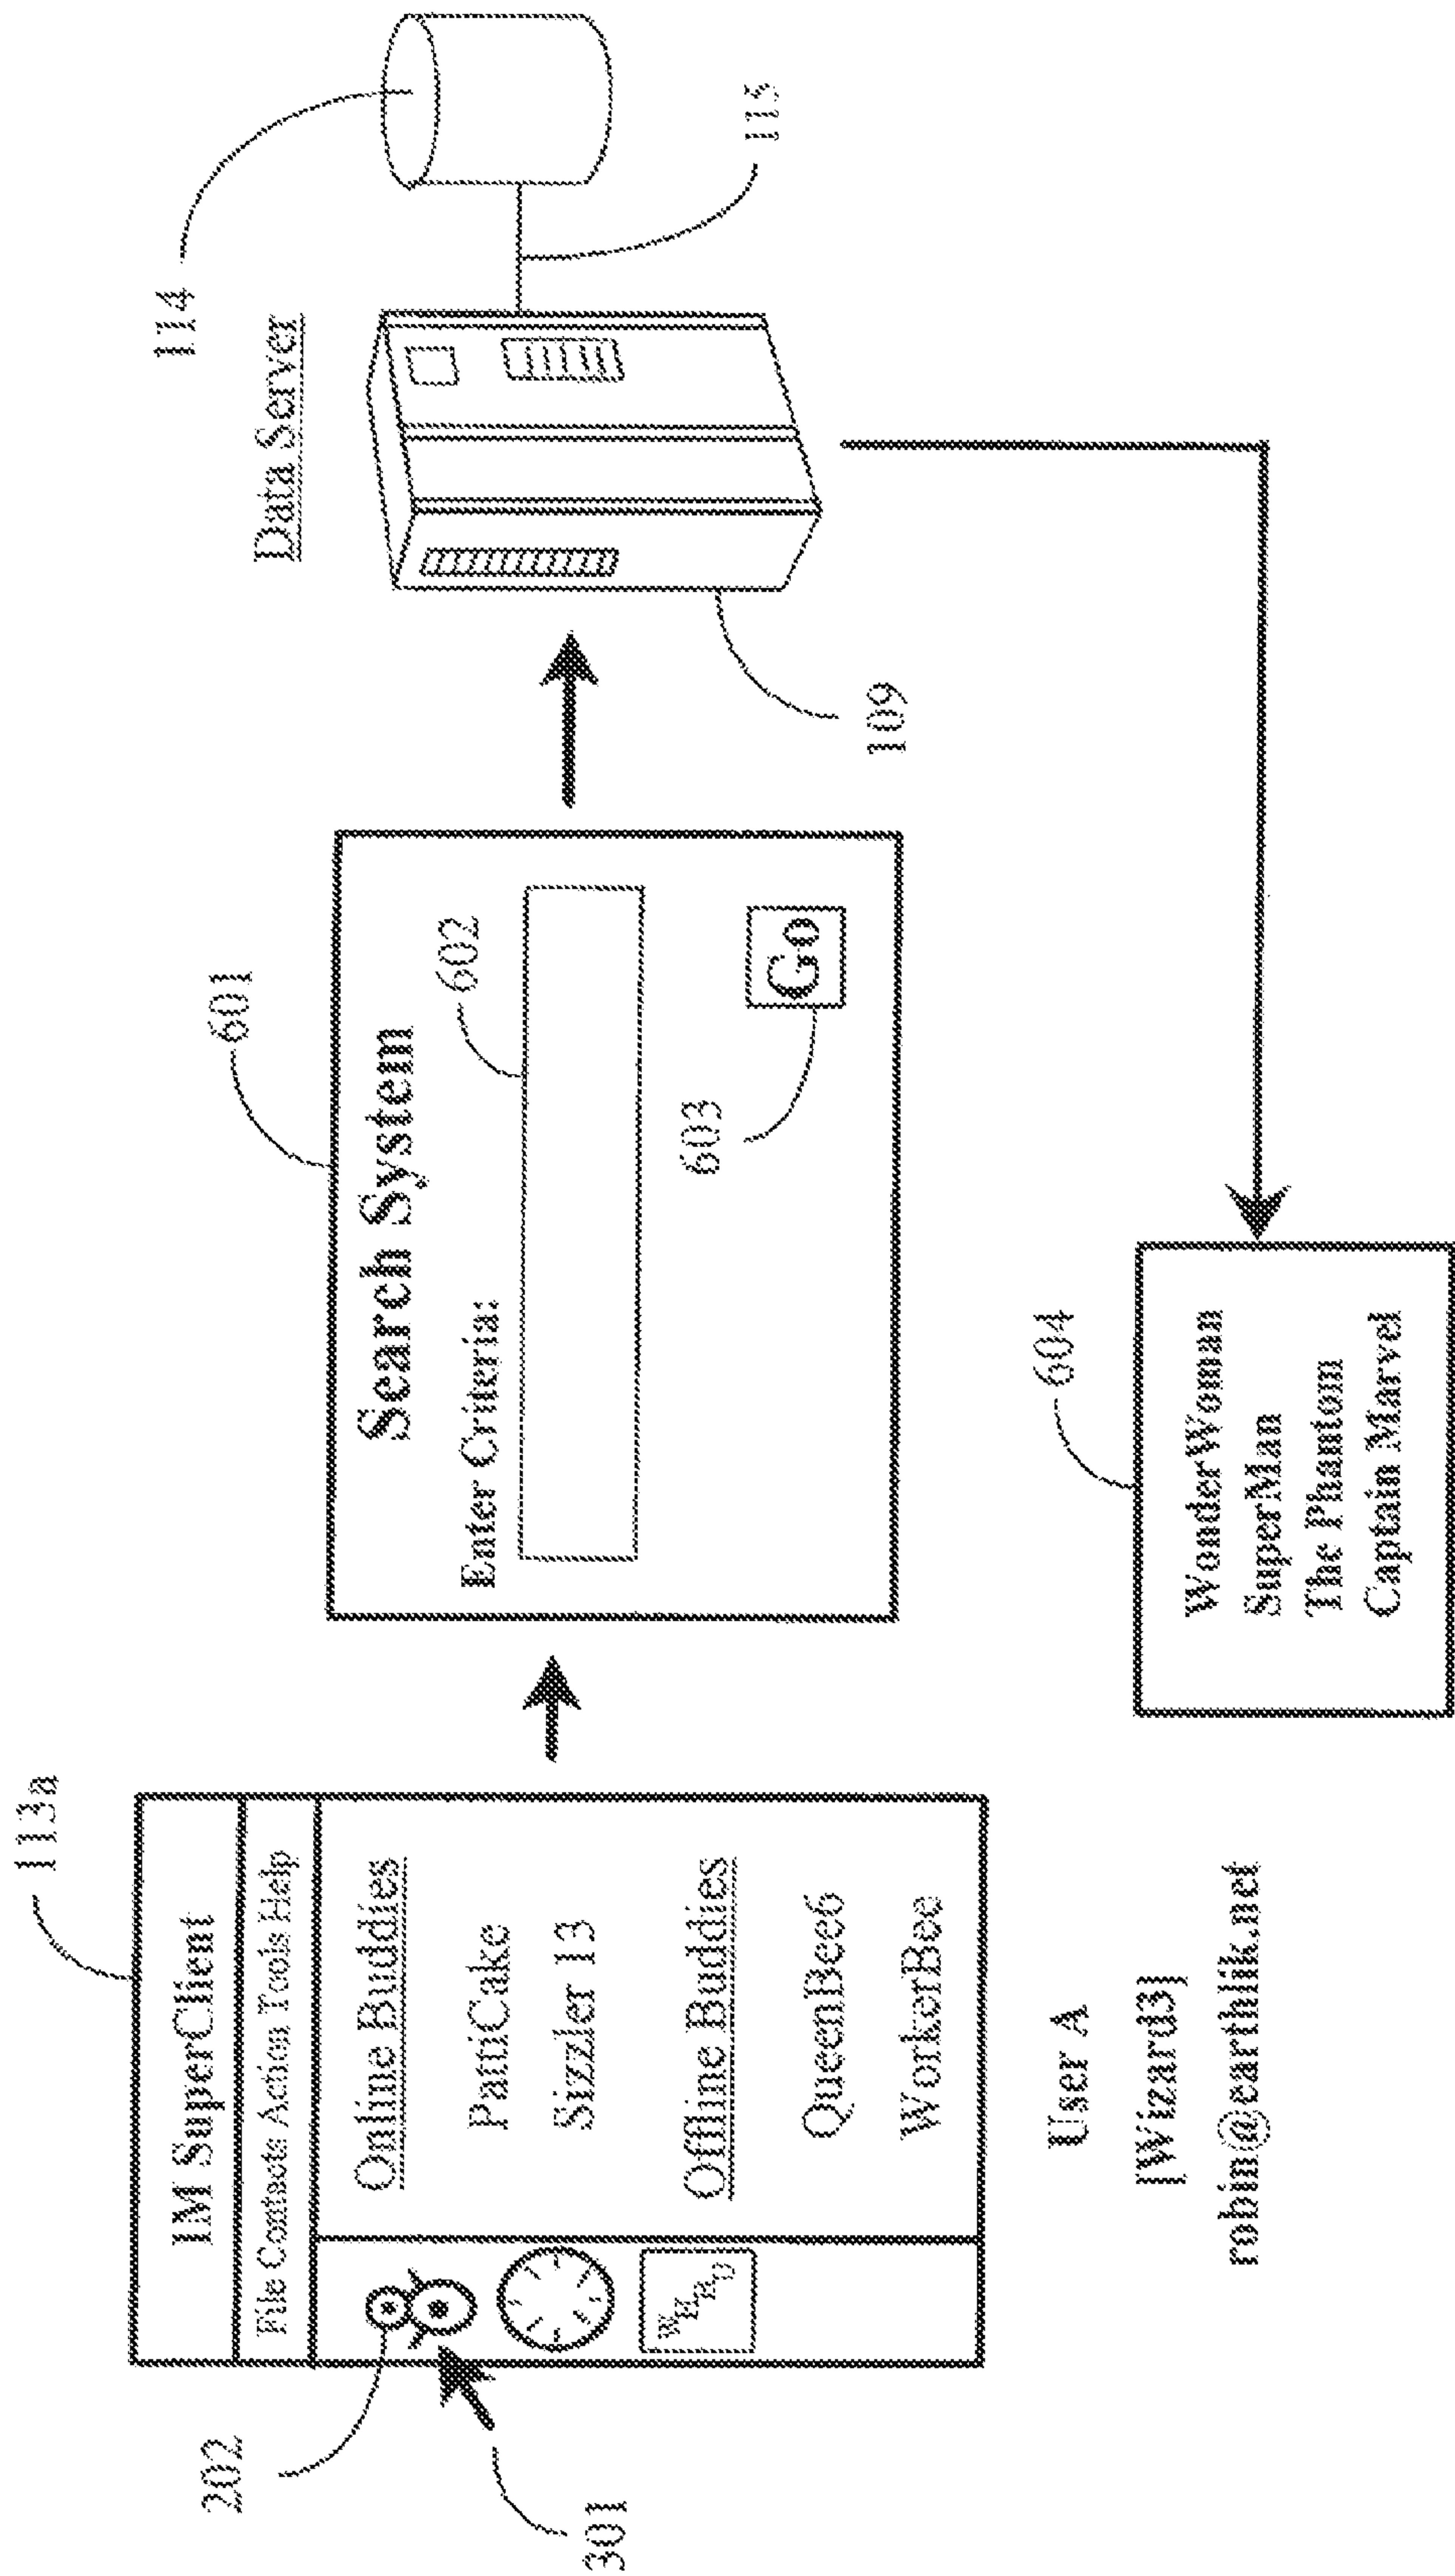 113a
IM SuperClient
File Contacts Action Tools Help
202
301
Online Buddies
PattiCake
Sizzler 13
Offline Buddies
QueenBee6
WorkerBee
W
E
R
U
User A
[Wizard3]
robin@earthlik.net
601
Search System
Enter Criteria:
602
603
Go
Data Server
114
115
109
604
WonderWoman
SuperMan
The Phantom
Captain Marvel